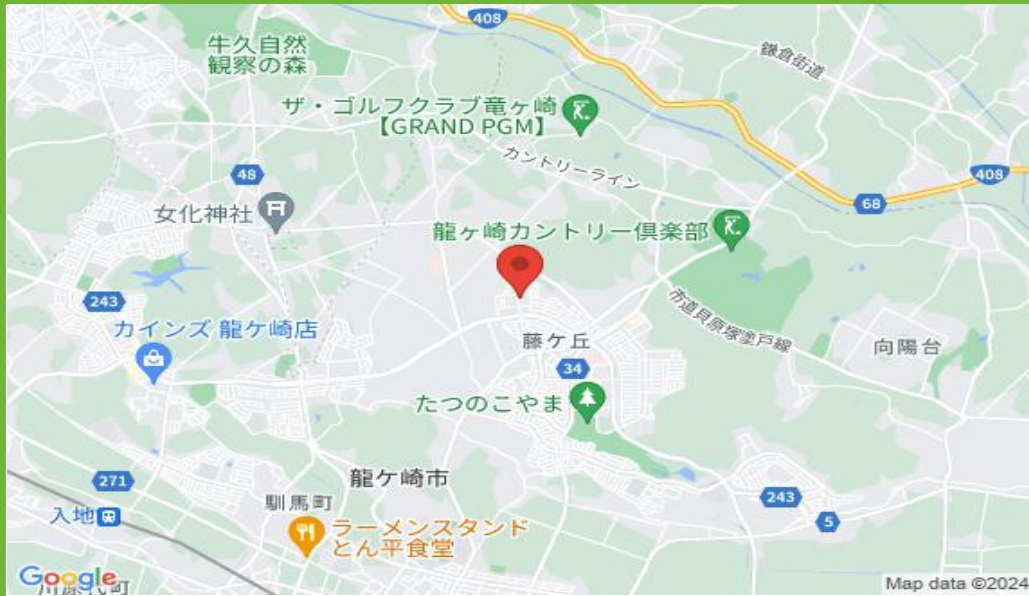 408
牛久自然
観察の森
鎌倉街道
ザ・ゴルフクラブ竜ヶ崎
【GRAND PGM】
カントリーライン
48
408
68
女化神社
龍ヶ崎カントリー倶楽部
243
市道貝原塚塗戸線
カインズ 龍ケ崎店
藤ケ丘
向陽台
34
たつのこやま
龍ケ崎市
271
馴馬町
243
入地
5
ラーメンスタンド
とん平食堂
Google
川原代町
Map data ©2024